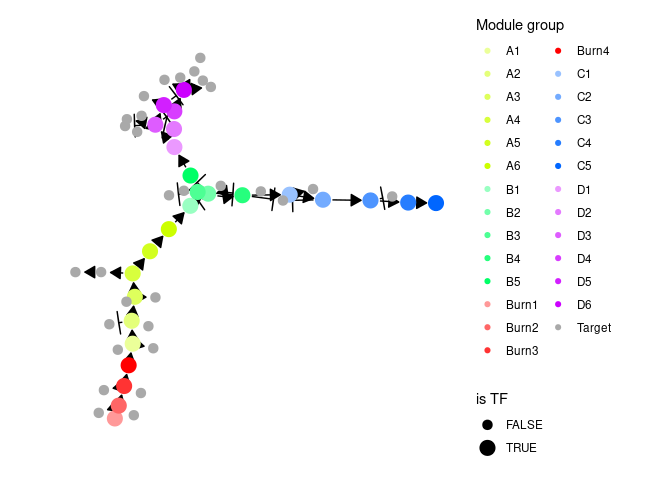 Module group
A1
A2
A3
A4
A5
A6
B1
B2
B3
B4
B5
Burn1
Burn2
Burn3
Burn4
C1
C2
C3
C4
C5
D1
D2
D3
D4
D5
D6
Target
is TF
FALSE
TRUE